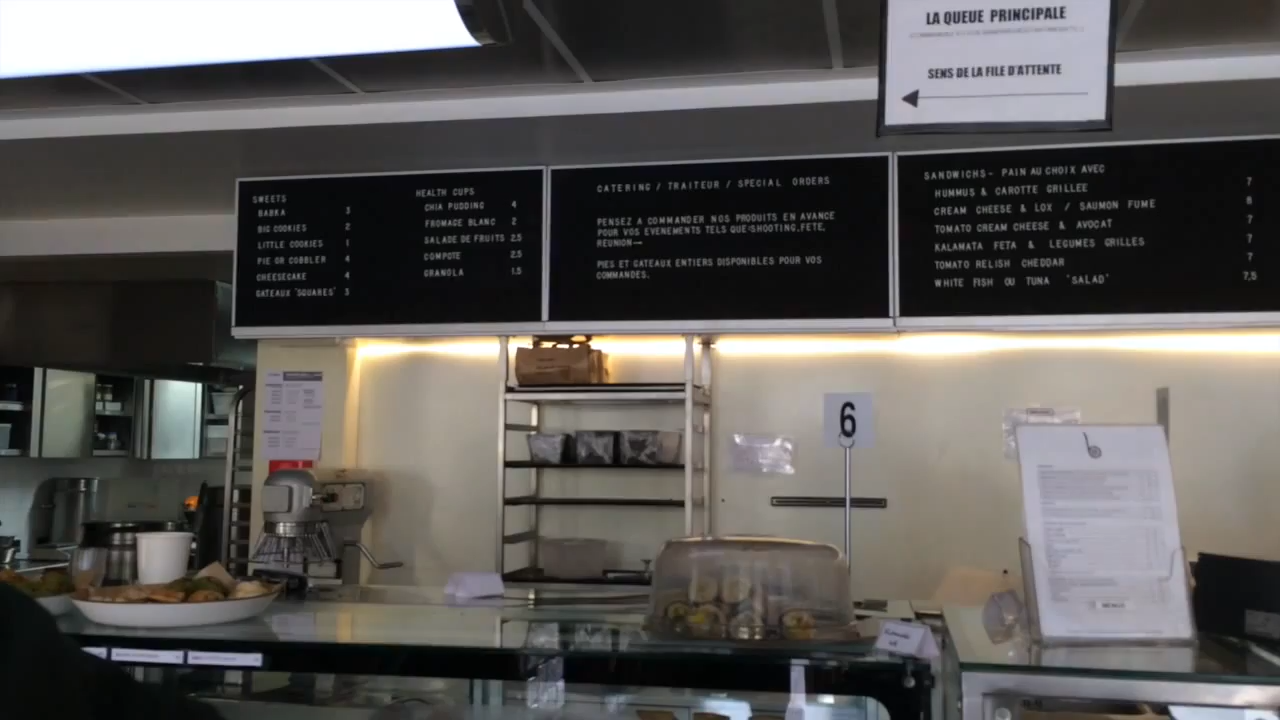 LA QUEUE PRINCIPALE
SENS DE LA FILE D'ATTENTE
SWEETS
BABKA 3
BIG COOKIES 2
LITTLE COOKIES 1
PIE OR COBBLER 4
CHEESECAKE 4
GATEAUX 'SQUARES' 3
HEALTH CUPS
CHIA PUDDING 4
FROMAGE BLANC 2
SALADE DE FRUITS 2,5
COMPOTE 2,5
GRANOLA 1,5
CATERING / TRAITEUR / SPECIAL ORDERS
PENSEZ A COMMANDER NOS PRODUITS EN AVANCE
POUR VOS EVENEMENTS TELS QUE:SHOOTING,FETE,
REUNION—
PIES ET GATEAUX ENTIERS DISPONIBLES POUR VOS
COMMANDES.
SANDWICHS- PAIN AU CHOIX AVEC
HUMMUS & CAROTTE GRILLEE 7
CREAM CHEESE & LOX / SAUMON FUME 8
TOMATO CREAM CHEESE & AVOCAT 7
KALAMATA FETA & LEGUMES GRILLES 7
TOMATO RELISH CHEDDAR 7
WHITE FISH OU TUNA 'SALAD' 7,5
6